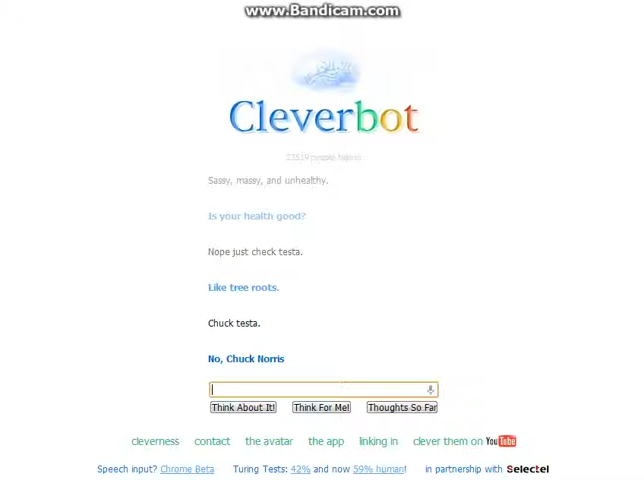 www.Bandicam.com
Cleverbot
Sassy, massy, and unhealthy.
Is your health good?
Nope just check testa.
Like tree roots.
Chuck testa.
No, Chuck Norris
Think About It! Think For Me! Thoughts So Far
cleverness contact the avatar the app linking in clever them on YouTube
Speech input? Chrome Beta Turing Tests: 42% and now 59% human! in partnership with Selectel